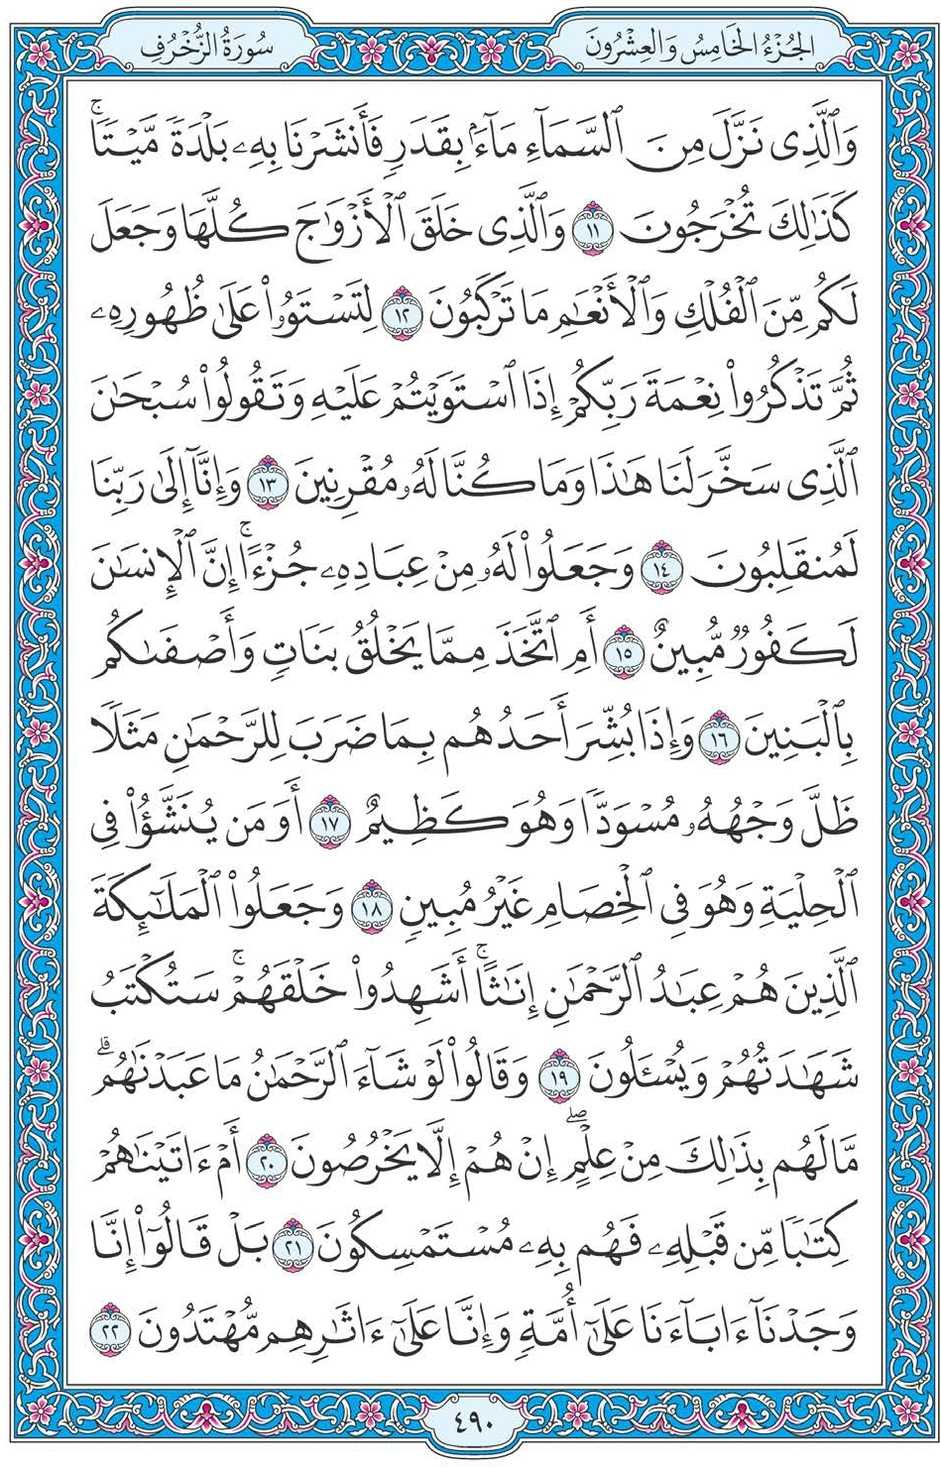 الجُزْءُ الخَامِسُ وَالعِشْرُونَ
سُورَةُ الزُّخْرُفِ
وَٱلَّذِى نَزَّلَ مِنَ ٱلسَّمَآءِ مَآءًۢ بِقَدَرٍ فَأَنشَرْنَا بِهِۦ بَلْدَةً مَّيْتًاۚ
كَذَٰلِكَ تُخْرَجُونَ ١١ وَٱلَّذِى خَلَقَ ٱلْأَزْوَٰجَ كُلَّهَا وَجَعَلَ
لَكُم مِّنَ ٱلْفُلْكِ وَٱلْأَنْعَٰمِ مَا تَرْكَبُونَ ١٢ لِتَسْتَوُۥا۟ عَلَىٰ ظُهُورِهِۦ
ثُمَّ تَذْكُرُوا۟ نِعْمَةَ رَبِّكُمْ إِذَا ٱسْتَوَيْتُمْ عَلَيْهِ وَتَقُولُوا۟ سُبْحَٰنَ
ٱلَّذِى سَخَّرَ لَنَا هَٰذَا وَمَا كُنَّا لَهُۥ مُقْرِنِينَ ١٣ وَإِنَّآ إِلَىٰ رَبِّنَا
لَمُنقَلِبُونَ ١٤ وَجَعَلُوا۟ لَهُۥ مِنْ عِبَادِهِۦ جُزْءًاۚ إِنَّ ٱلْإِنسَٰنَ
لَكَفُورٌ مُّبِينٌ ١٥ أَمِ ٱتَّخَذَ مِمَّا يَخْلُقُ بَنَاتٍ وَأَصْفَىٰكُم
بِٱلْبَنِينَ ١٦ وَإِذَا بُشِّرَ أَحَدُهُم بِمَا ضَرَبَ لِلرَّحْمَٰنِ مَثَلًا
ظَلَّ وَجْهُهُۥ مُسْوَدًّا وَهُوَ كَظِيمٌ ١٧ أَوَمَن يُنَشَّؤُا۟ فِى
ٱلْحِلْيَةِ وَهُوَ فِى ٱلْخِصَامِ غَيْرُ مُبِينٍ ١٨ وَجَعَلُوا۟ ٱلْمَلَٰٓئِكَةَ
ٱلَّذِينَ هُمْ عِبَٰدُ ٱلرَّحْمَٰنِ إِنَٰثًاۚ أَشَهِدُوا۟ خَلْقَهُمْۚ سَتُكْتَبُ
شَهَٰدَتُهُمْ وَيُسْـَٔلُونَ ١٩ وَقَالُوا۟ لَوْ شَآءَ ٱلرَّحْمَٰنُ مَا عَبَدْنَٰهُمۗ
مَّا لَهُم بِذَٰلِكَ مِنْ عِلْمٍۖ إِنْ هُمْ إِلَّا يَخْرُصُونَ ٢٠ أَمْ ءَاتَيْنَٰهُمْ
كِتَٰبًا مِّن قَبْلِهِۦ فَهُم بِهِۦ مُسْتَمْسِكُونَ ٢١ بَلْ قَالُوٓا۟ إِنَّا
وَجَدْنَآ ءَابَآءَنَا عَلَىٰٓ أُمَّةٍ وَإِنَّا عَلَىٰٓ ءَاثَٰرِهِم مُّهْتَدُونَ ٢٢
٤٩٠